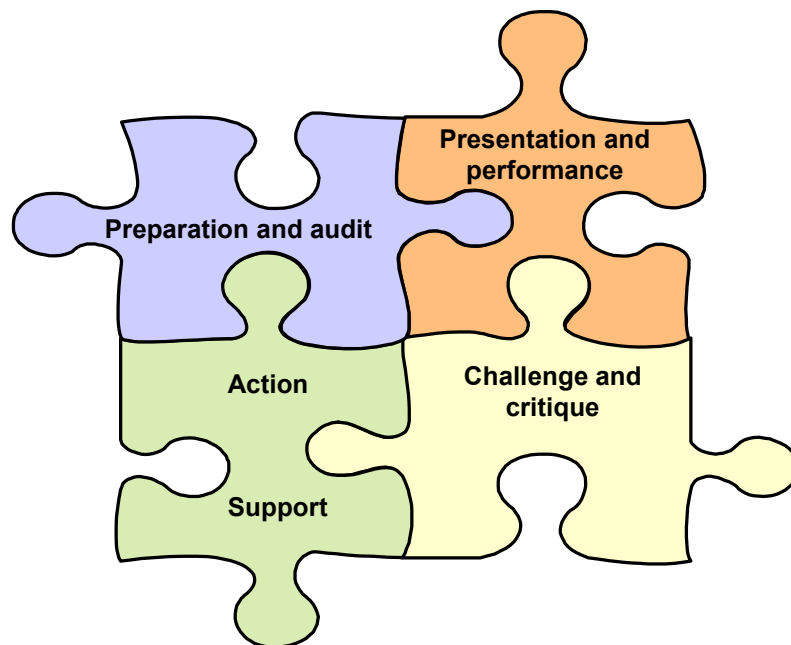 Presentation and
performance
Preparation and audit
Action
Challenge and
critique
Support